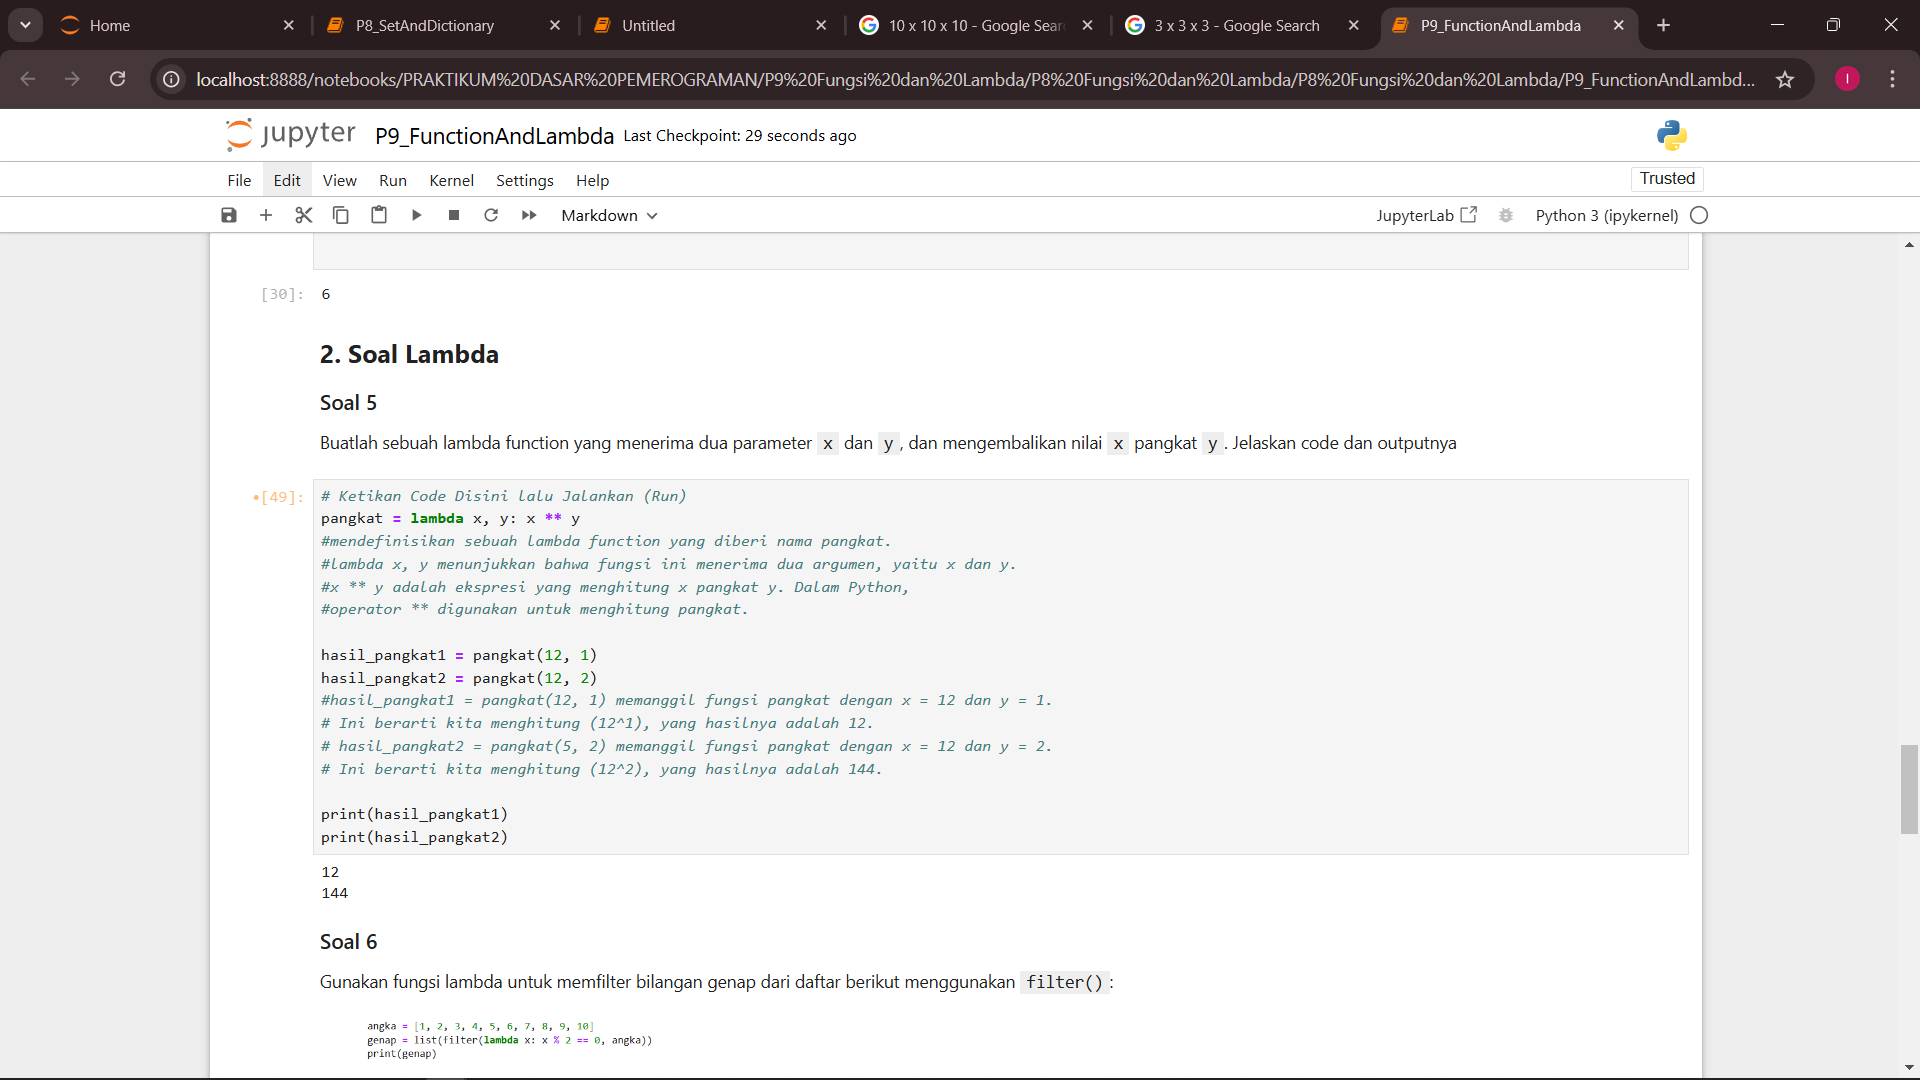 Home
P8_SetAndDictionary
Untitled
10 x 10 x 10 - Google Sear
3 x 3 x 3 - Google Search
P9_FunctionAndLambda
localhost:8888/notebooks/PRAKTIKUM%20DASAR%20PEMEROGRAMAN/P9%20Fungsi%20dan%20Lambda/P8%20Fungsi%20dan%20Lambda/P8%20Fungsi%20dan%20Lambda/P9_FunctionAndLambd...
I
jupyter P9_FunctionAndLambda Last Checkpoint: 29 seconds ago
File Edit View Run Kernel Settings Help Trusted
Markdown JupyterLab Python 3 (ipykernel)
[30]: 6
2. Soal Lambda
Soal 5
Buatlah sebuah lambda function yang menerima dua parameter x dan y, dan mengembalikan nilai x pangkat y. Jelaskan code dan outputnya
•[49]: # Ketikan Code Disini lalu Jalankan (Run)
pangkat = lambda x, y: x ** y
#mendefinisikan sebuah lambda function yang diberi nama pangkat.
#lambda x, y menunjukkan bahwa fungsi ini menerima dua argumen, yaitu x dan y.
#x ** y adalah ekspresi yang menghitung x pangkat y. Dalam Python,
#operator ** digunakan untuk menghitung pangkat.
hasil_pangkat1 = pangkat(12, 1)
hasil_pangkat2 = pangkat(12, 2)
#hasil_pangkat1 = pangkat(12, 1) memanggil fungsi pangkat dengan x = 12 dan y = 1.
# Ini berarti kita menghitung (12^1), yang hasilnya adalah 12.
# hasil_pangkat2 = pangkat(5, 2) memanggil fungsi pangkat dengan x = 12 dan y = 2.
# Ini berarti kita menghitung (12^2), yang hasilnya adalah 144.
print(hasil_pangkat1)
print(hasil_pangkat2)
12
144
Soal 6
Gunakan fungsi lambda untuk memfilter bilangan genap dari daftar berikut menggunakan filter():
angka = [1, 2, 3, 4, 5, 6, 7, 8, 9, 10]
genap = list(filter(lambda x: x % 2 == 0, angka))
print(genap)